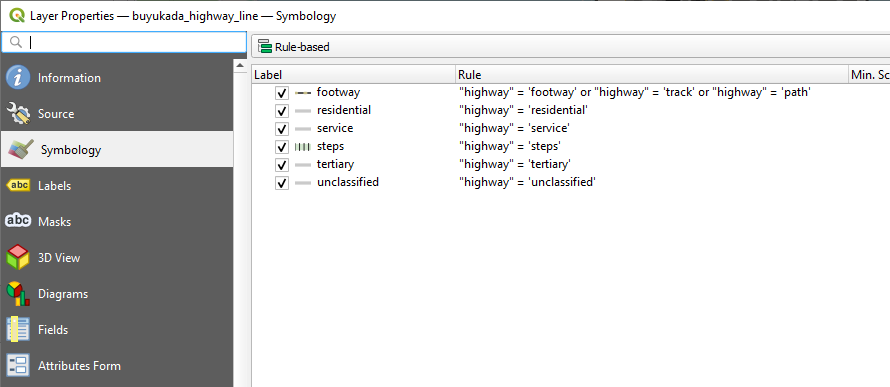 Layer Properties — buyukada_highway_line — Symbology
Rule-based
Information
Source
Symbology
abc Labels
abc Masks
3D View
Diagrams
Fields
Attributes Form
Label Rule Min. Sc
footway "highway" = 'footway' or "highway" = 'track' or "highway" = 'path'
residential "highway" = 'residential'
service "highway" = 'service'
steps "highway" = 'steps'
tertiary "highway" = 'tertiary'
unclassified "highway" = 'unclassified'